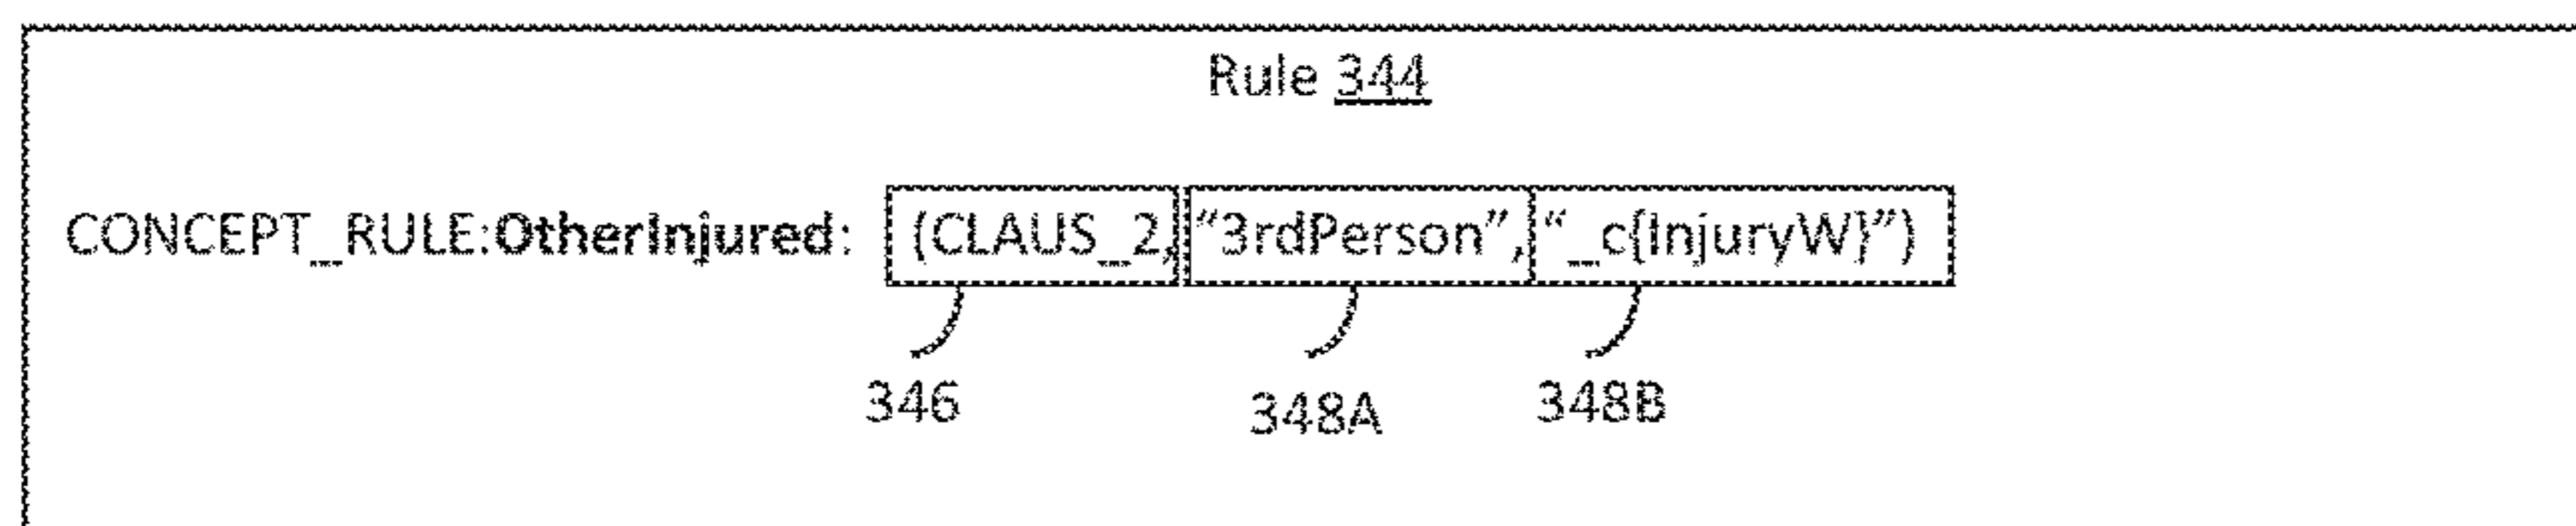 Rule 344
CONCEPT_RULE:OtherInjured: (CLAUS_2, “3rdPerson”, “_c{InjuryW}”)
346 348A 348B